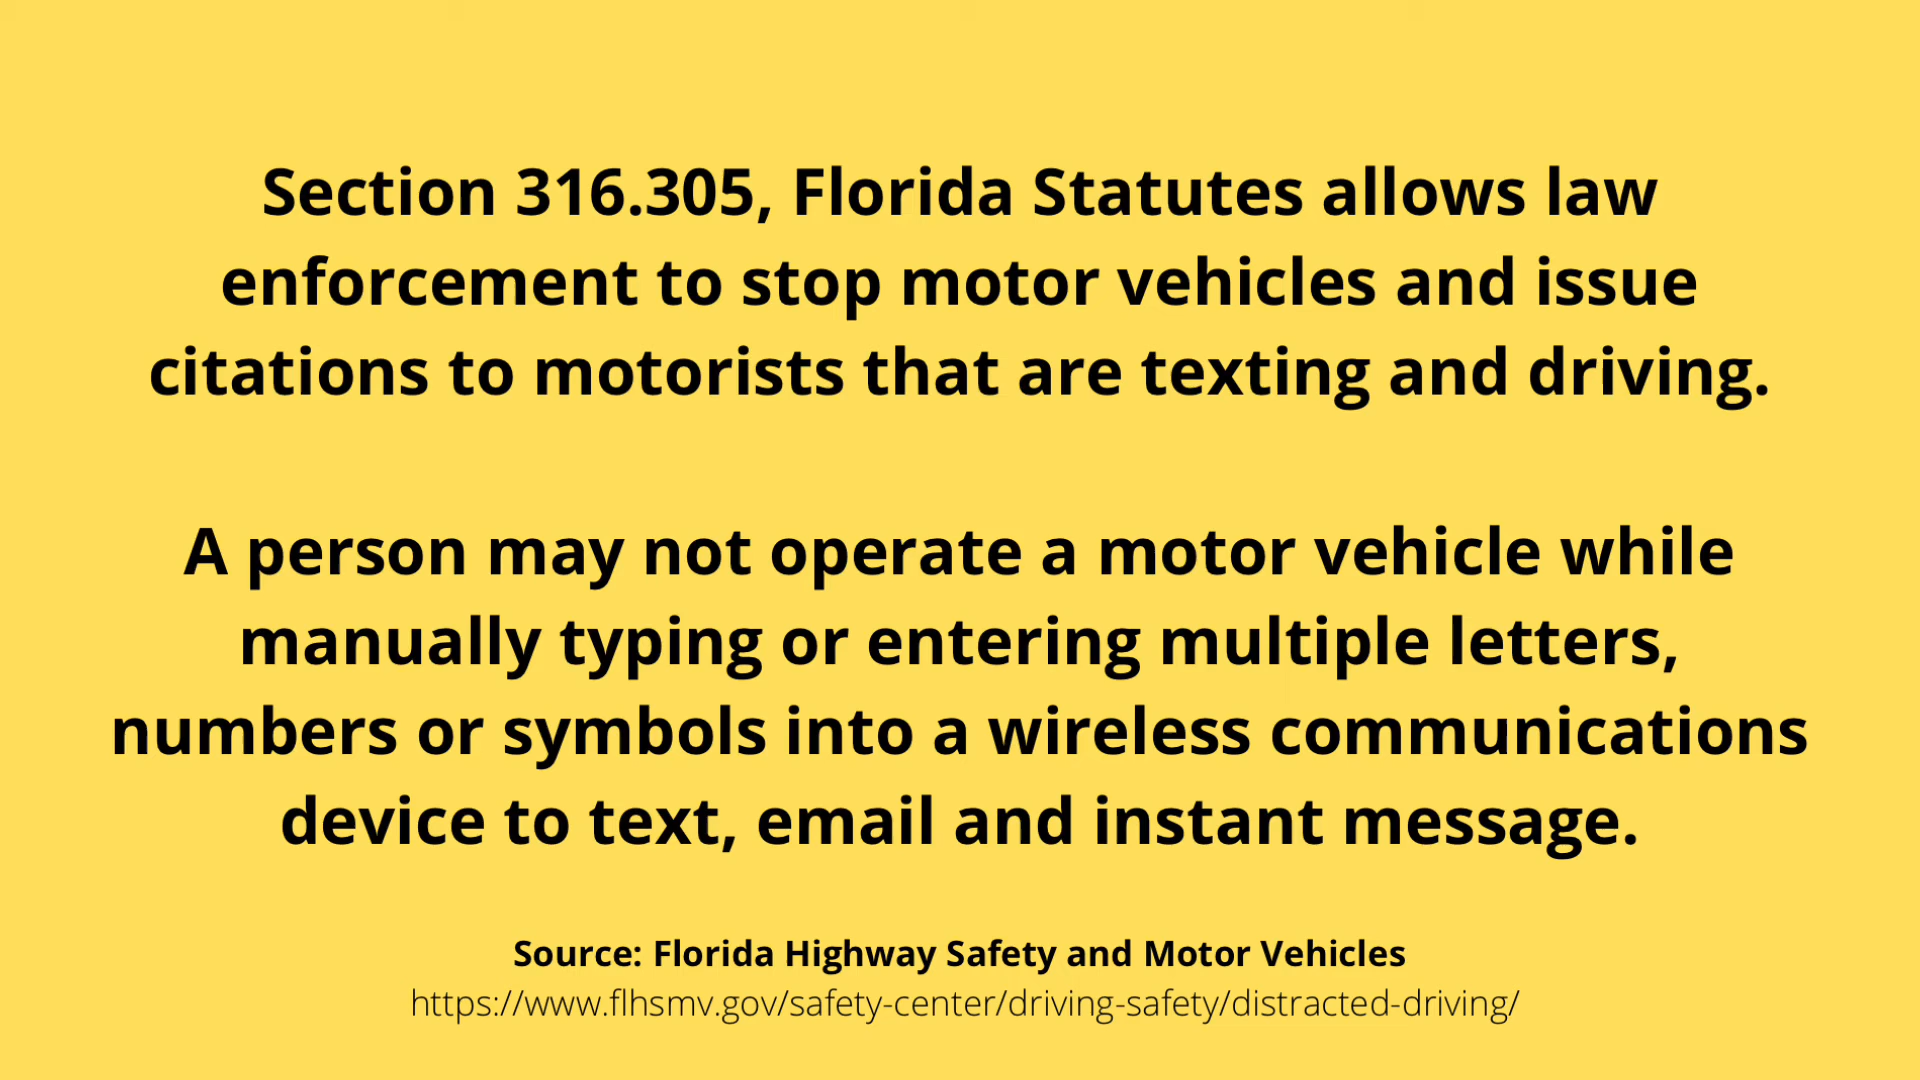 Section 316.305, Florida Statutes allows law
enforcement to stop motor vehicles and issue
citations to motorists that are texting and driving.
A person may not operate a motor vehicle while
manually typing or entering multiple letters,
numbers or symbols into a wireless communications
device to text, email and instant message.
Source: Florida Highway Safety and Motor Vehicles
https://www.flhsmv.gov/safety-center/driving-safety/distracted-driving/